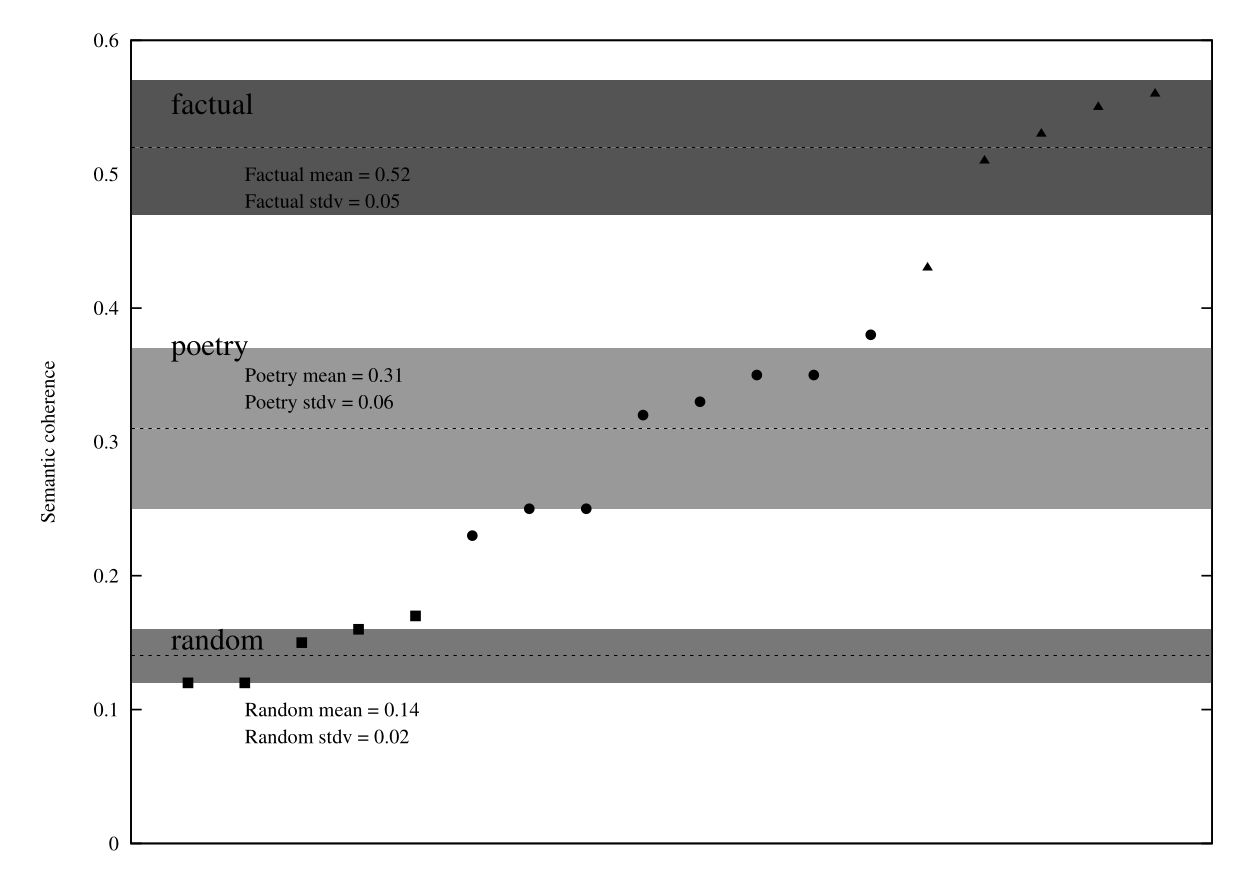 0.6
factual
Factual mean = 0.52
0.5
Factual stdv = 0.05
0.4
poetry
Poetry mean = 0.31
Poetry stdv = 0.06
Semantic coherence
0.3
0.2
random
Random mean = 0.14
0.1
Random stdv = 0.02
0